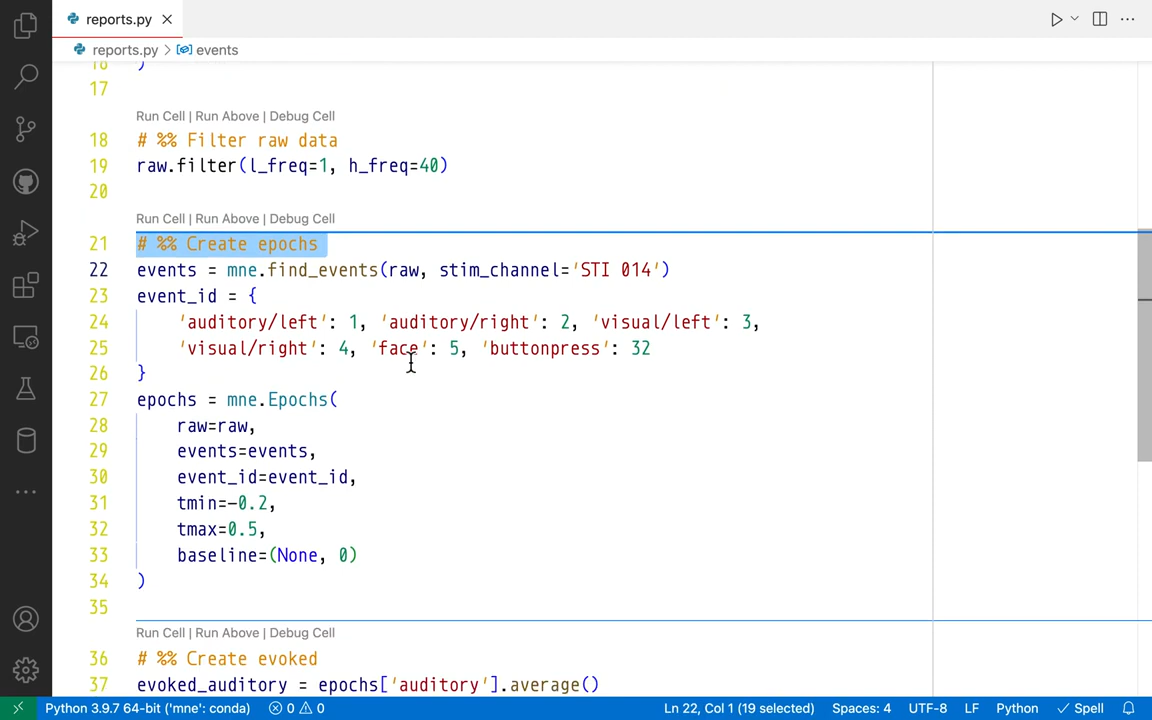 reports.py
reports.py > events
16 )
17
Run Cell | Run Above | Debug Cell
18 # %% Filter raw data
19 raw.filter(l_freq=1, h_freq=40)
20
Run Cell | Run Above | Debug Cell
21 # %% Create epochs
22 events = mne.find_events(raw, stim_channel='STI 014')
23 event_id = {
24 'auditory/left': 1, 'auditory/right': 2, 'visual/left': 3,
25 'visual/right': 4, 'face': 5, 'buttonpress': 32
26 }
27 epochs = mne.Epochs(
28 raw=raw,
29 events=events,
30 event_id=event_id,
31 tmin=-0.2,
32 tmax=0.5,
33 baseline=(None, 0)
34 )
35
Run Cell | Run Above | Debug Cell
36 # %% Create evoked
37 evoked_auditory = epochs['auditory'].average()
Python 3.9.7 64-bit ('mne': conda) 0 0 Ln 22, Col 1 (19 selected) Spaces: 4 UTF-8 LF Python Spell